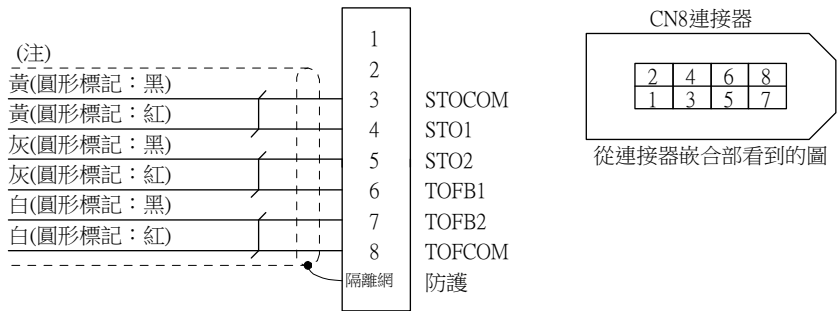 (注)
黃(圓形標記：黑)
黃(圓形標記：紅)
灰(圓形標記：黑)
灰(圓形標記：紅)
白(圓形標記：黑)
白(圓形標記：紅)
1
2
3 STOCOM
4 STO1
5 STO2
6 TOFB1
7 TOFB2
8 TOFCOM
隔離網 防護
CN8連接器
2 4 6 8
1 3 5 7
從連接器嵌合部看到的圖